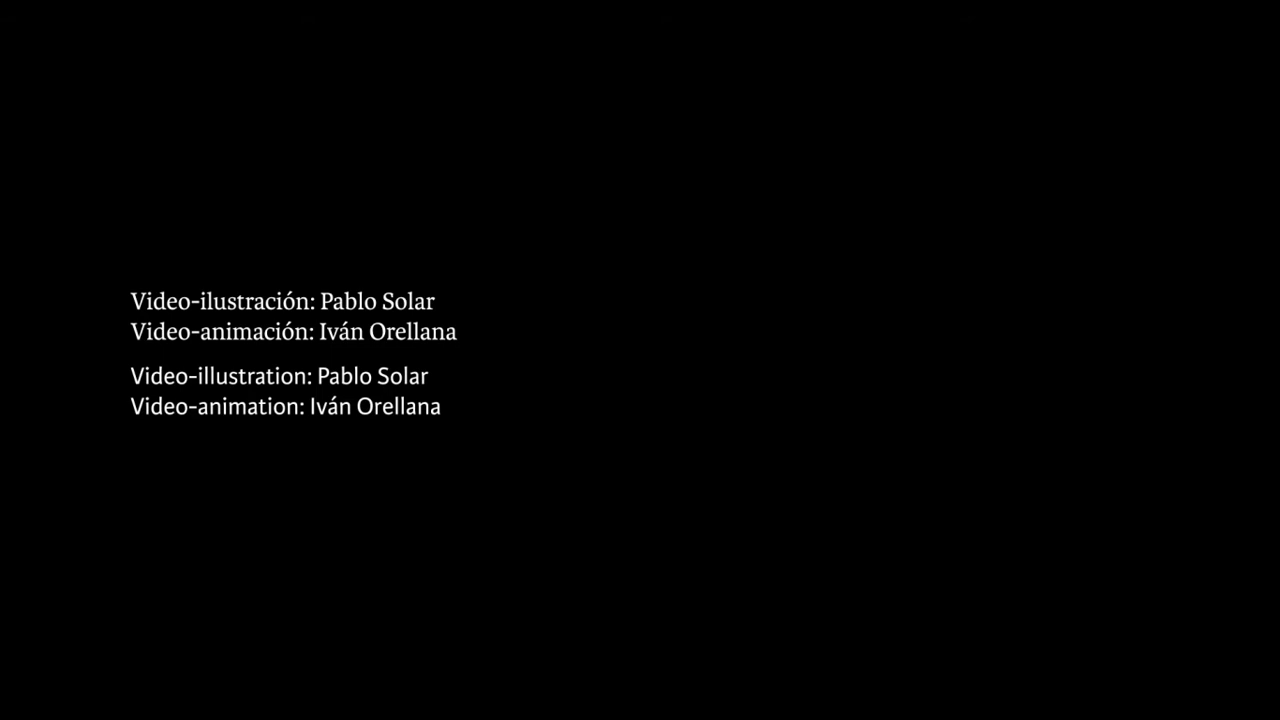 Video-ilustración: Pablo Solar
Video-animación: Iván Orellana
Video-illustration: Pablo Solar
Video-animation: Iván Orellana